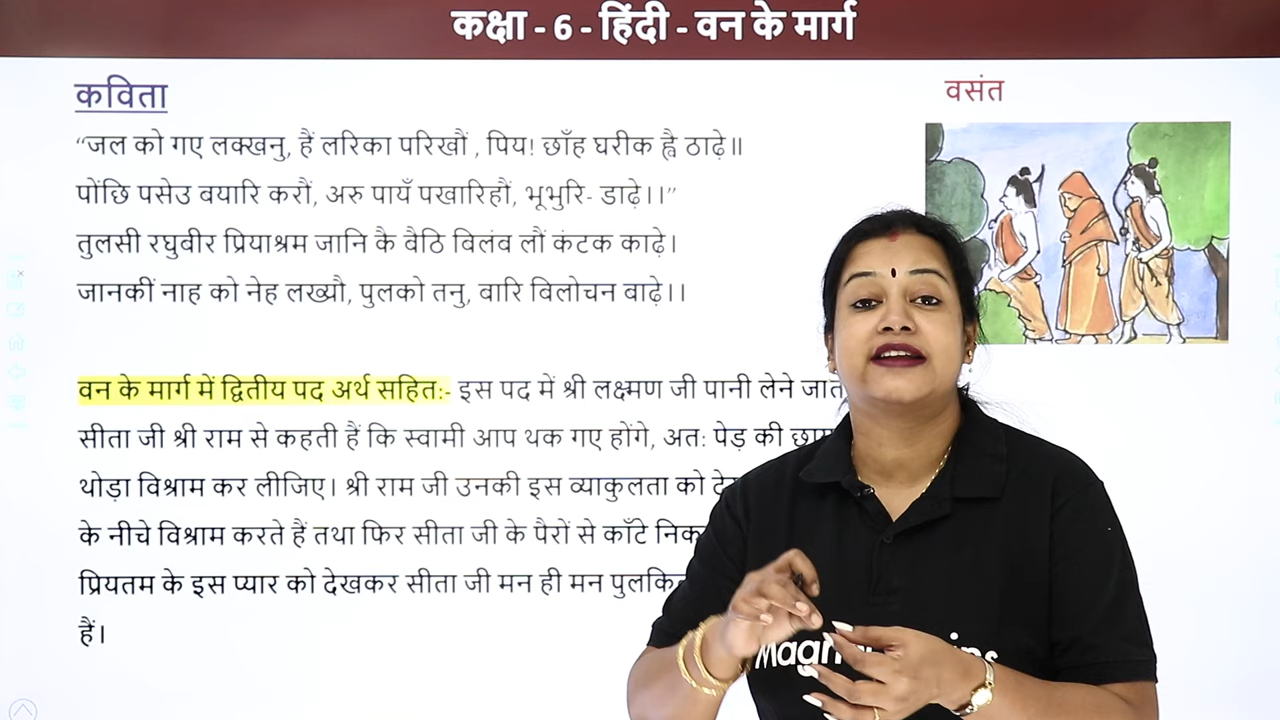 कक्षा - 6 - हिंदी - वन के मार्ग
कविता
वसंत
“जल को गए लक्खनु, हैं लरिका परिखौं , पिय! छाँह घरीक ह्वै ठाढ़े॥
पोंछि पसेउ बयारि करौं, अरु पायँ पखारिहौं, भूभुरि- डाढ़े।।”
तुलसी रघुवीर प्रियाश्रम जानि कै बैठि विलंव लौं कंटक काढ़े।
जानकीं नाह को नेह लख्यौ, पुलको तनु, वारि विलोचन वाढ़े।।
वन के मार्ग में द्वितीय पद अर्थ सहित:- इस पद में श्री लक्ष्मण जी पानी लेने
सीता जी श्री राम से कहती हैं कि स्वामी आप थक गए होंगे, अत: पेड़ की
थोड़ा विश्राम कर लीजिए। श्री राम जी उनकी इस व्याकुलता को
के नीचे विश्राम करते हैं तथा फिर सीता जी के पैरों से काँटे
प्रियतम के इस प्यार को देखकर सीता जी मन ही मन
हैं।